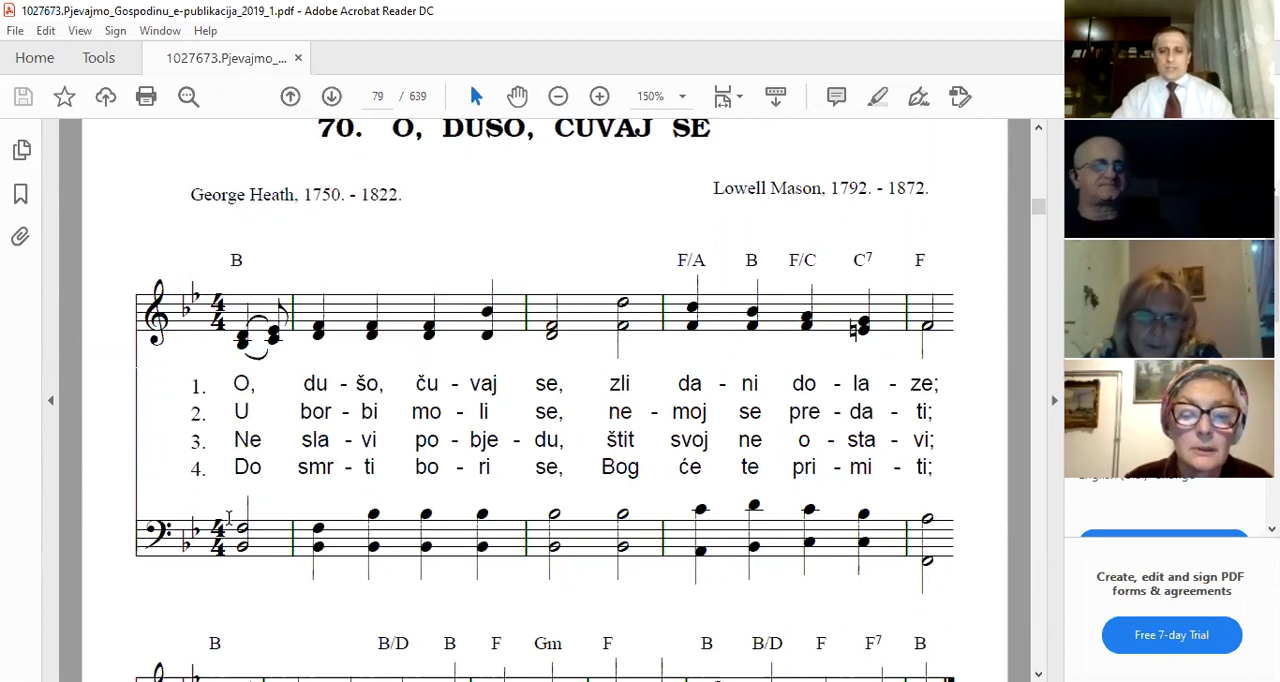 1027673.Pjevajmo_Gospodinu_e-publikacija_2019_1.pdf - Adobe Acrobat Reader DC
File Edit View Sign Window Help
Home Tools 1027673.Pjevajmo_... ×
79 / 639 150%
70. O, DUŠO, ČUVAJ SE
George Heath, 1750. - 1822.
Lowell Mason, 1792. - 1872.
B F/A B F/C C7 F
4 4
1. O, du - šo, ču - vaj se, zli da - ni do - la - ze;
2. U bor - bi mo - li se, ne - moj se pre - da - ti;
3. Ne sla - vi po - bje - du, štit svoj ne o - sta - vi;
4. Do smr - ti bo - ri se, Bog će te pri - mi - ti;
4 4
B B/D B F Gm F B B/D F F7 B
Create, edit and sign PDF
forms & agreements
Free 7-day Trial